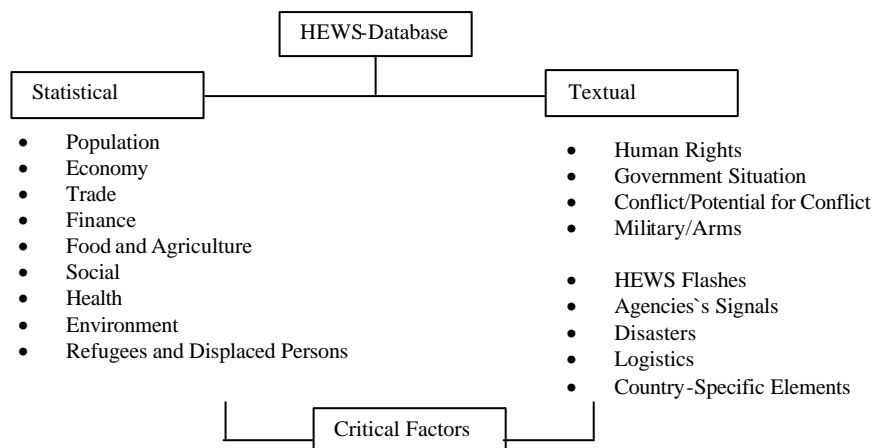 HEWS-Database
Statistical
• Population
• Economy
• Trade
• Finance
• Food and Agriculture
• Social
• Health
• Environment
• Refugees and Displaced Persons
Textual
• Human Rights
• Government Situation
• Conflict/Potential for Conflict
• Military/Arms
• HEWS Flashes
• Agencies`s Signals
• Disasters
• Logistics
• Country-Specific Elements
Critical Factors